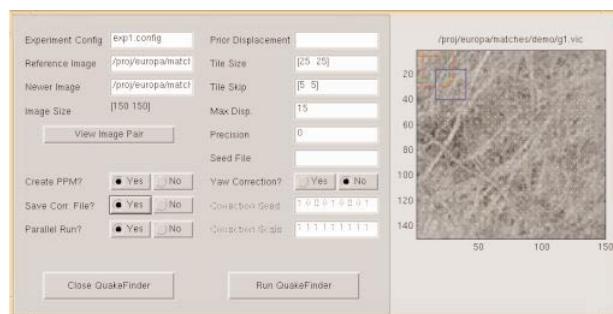 Experiment Config exp1.config
Reference Image /proj/europa/matcl
Newer Image /proj/europa/matcl
Image Size [150 150]
View Image Pair
Create PPM? Yes No
Save Corr. File? Yes No
Parallel Run? Yes No
Close QuakeFinder
Prior Displacement
Tile Size [25 25]
Tile Skip [5 5]
Max Disp. 15
Precision 0
Seed File
Yaw Correction? Yes No
Correction Seed
Correction Scale
Run QuakeFinder
/proj/europa/matches/demo/g1.vic
20
40
60
80
100
120
140
50 100 150